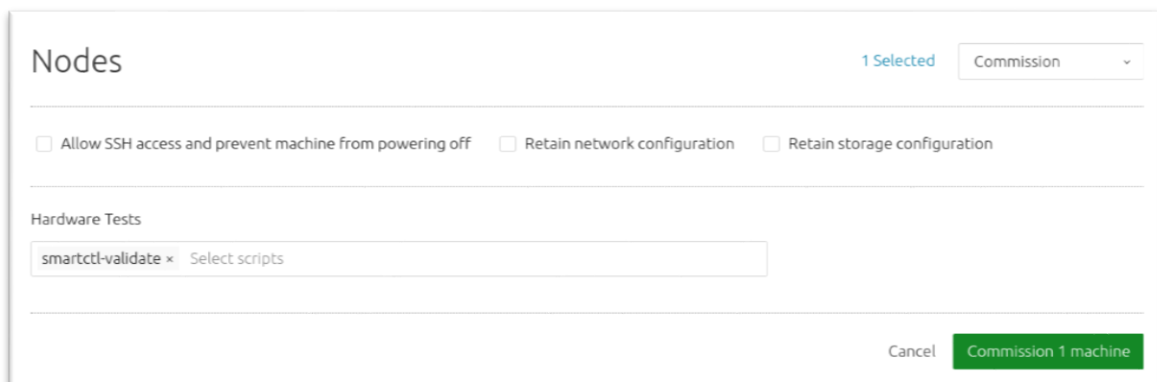 Nodes 1 Selected Commission
Allow SSH access and prevent machine from powering off Retain network configuration Retain storage configuration
Hardware Tests
smartctl-validate × Select scripts
Cancel Commission 1 machine